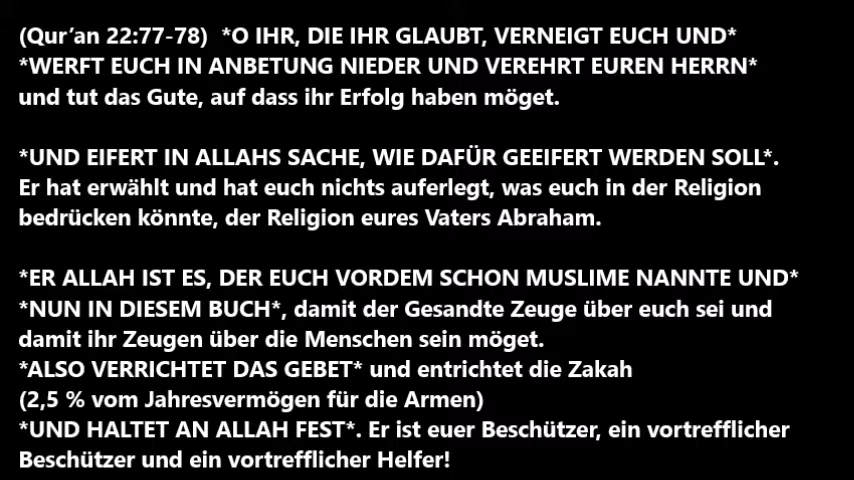 (Qur’an 22:77-78)  *O IHR, DIE IHR GLAUBT, VERNEIGT EUCH UND*
*WERFT EUCH IN ANBETUNG NIEDER UND VEREHRT EUREN HERRN*
und tut das Gute, auf dass ihr Erfolg haben möget.

*UND EIFERT IN ALLAHS SACHE, WIE DAFÜR GEEIFERT WERDEN SOLL*.
Er hat erwählt und hat euch nichts auferlegt, was euch in der Religion
bedrücken könnte, der Religion eures Vaters Abraham.

*ER ALLAH IST ES, DER EUCH VORDEM SCHON MUSLIME NANNTE UND*
*NUN IN DIESEM BUCH*, damit der Gesandte Zeuge über euch sei und
damit ihr Zeugen über die Menschen sein möget.
*ALSO VERRICHTET DAS GEBET* und entrichtet die Zakah
(2,5 % vom Jahresvermögen für die Armen)
*UND HALTET AN ALLAH FEST*. Er ist euer Beschützer, ein vortrefflicher
Beschützer und ein vortrefflicher Helfer!